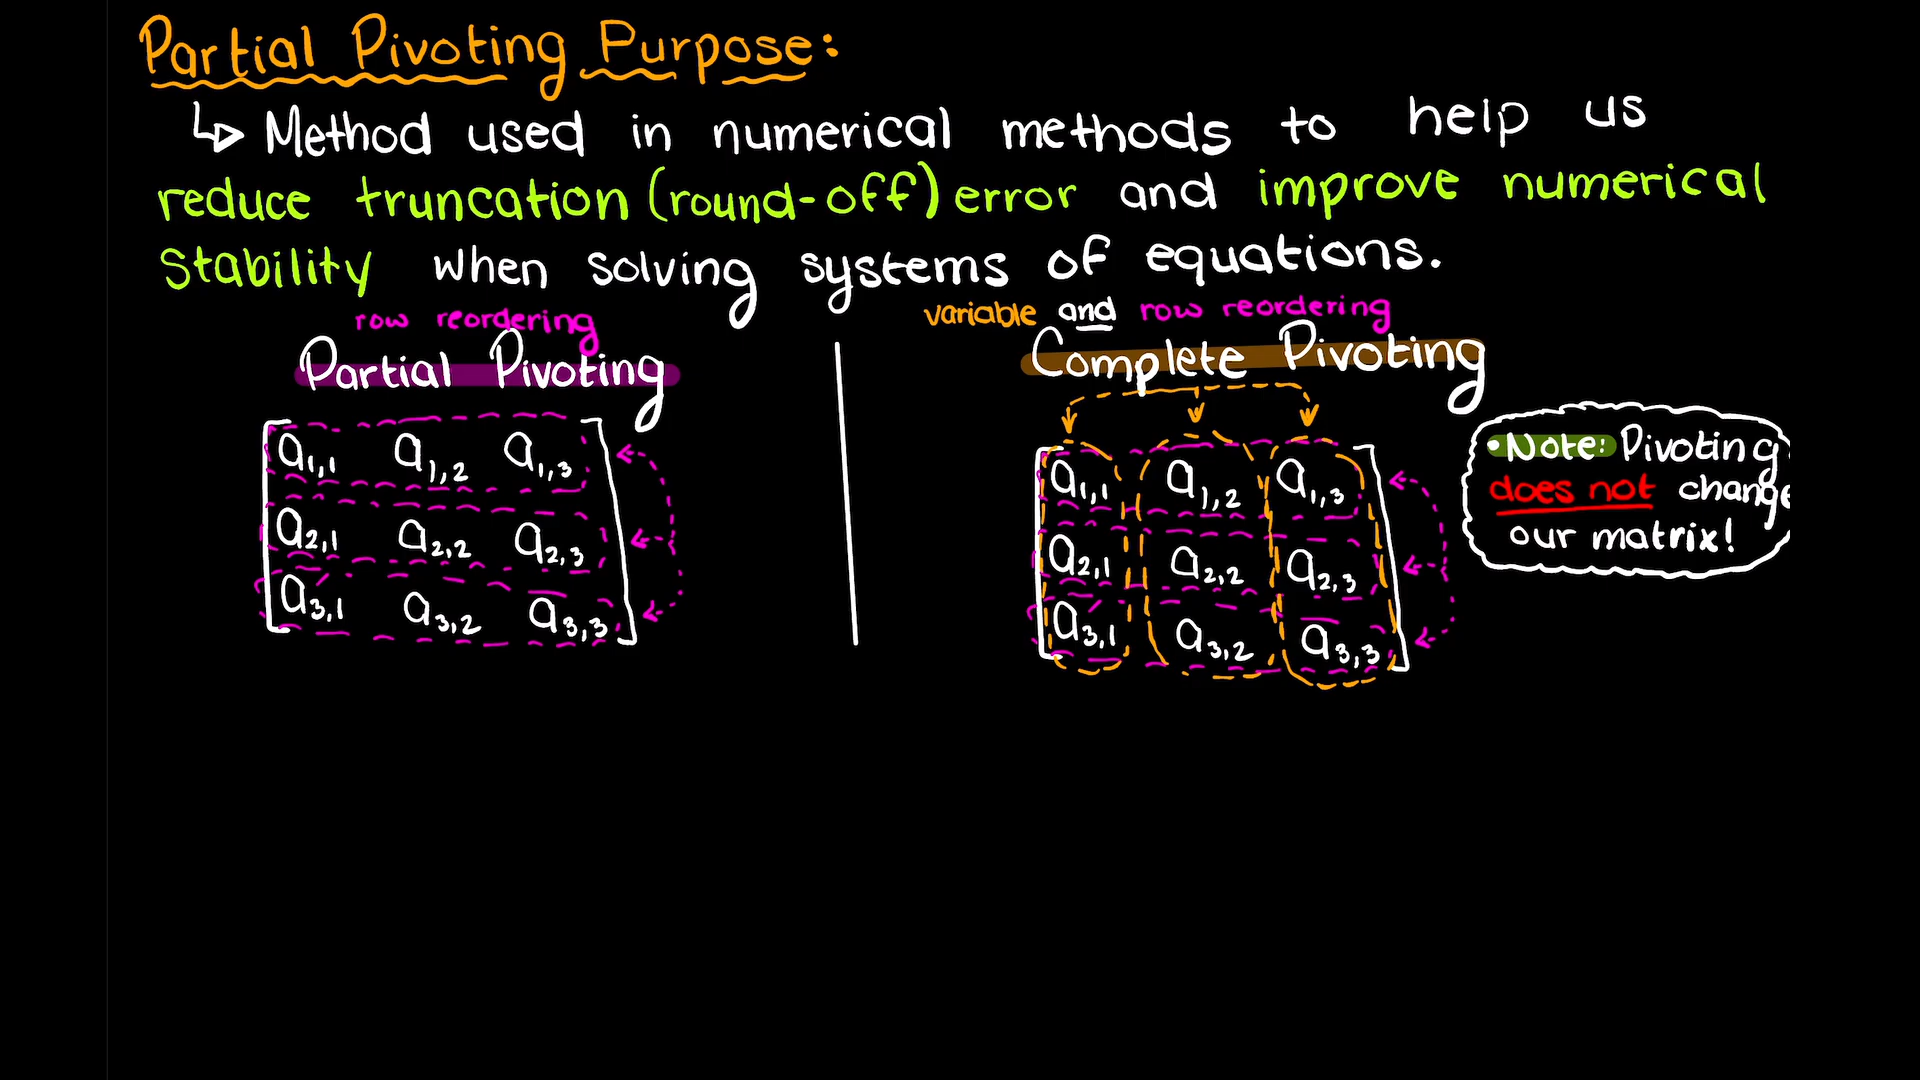 Partial Pivoting Purpose:
↳ Method used in numerical methods to help us
reduce truncation (round-off) error and improve numerical
stability when solving systems of equations.
row reordering
Partial Pivoting
a1,1 a1,2 a1,3
a2,1 a2,2 a2,3
a3,1 a3,2 a3,3
variable and row reordering
Complete Pivoting
a1,1 a1,2 a1,3
a2,1 a2,2 a2,3
a3,1 a3,2 a3,3
• Note: Pivoting
does not change
our matrix!